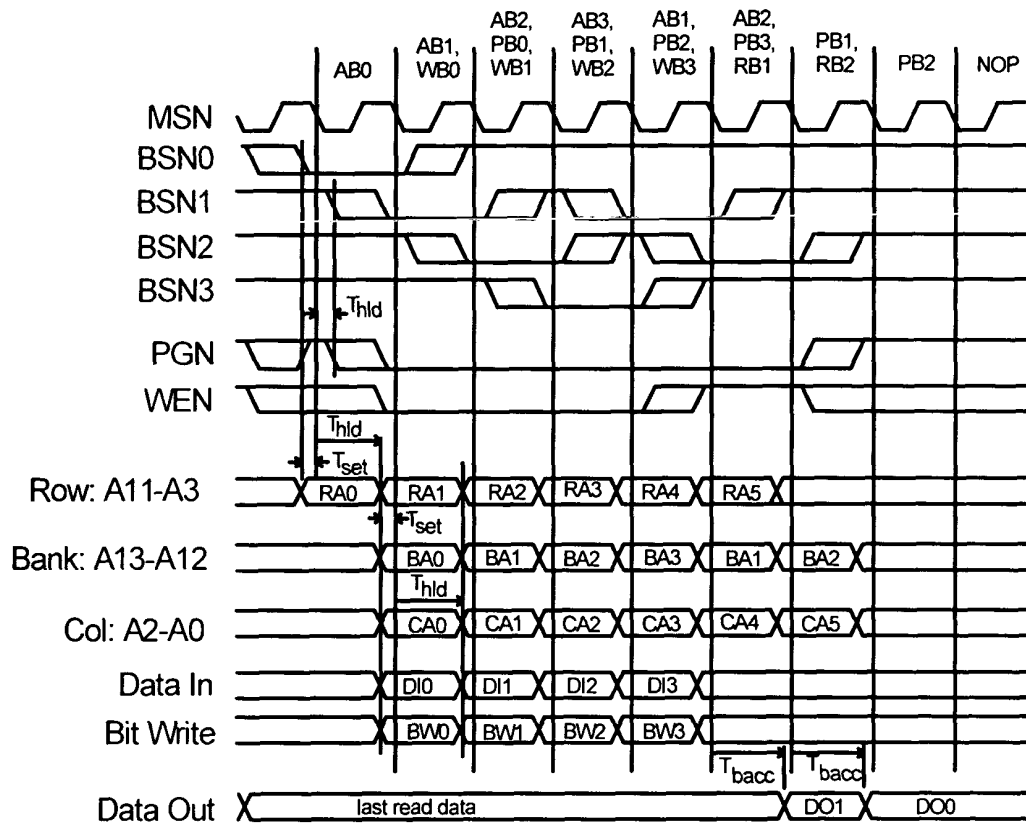 AB0
AB1,
WB0
AB2,
PB0,
WB1
AB3,
PB1,
WB2
AB1,
PB2,
WB3
AB2,
PB3,
RB1
PB1,
RB2
PB2
NOP
MSN
BSN0
BSN1
BSN2
BSN3
Thld
PGN
WEN
Thld
Tset
Row: A11-A3
RA0 RA1 RA2 RA3 RA4 RA5
Tset
Bank: A13-A12
BA0 BA1 BA2 BA3 BA1 BA2
Thld
Col: A2-A0
CA0 CA1 CA2 CA3 CA4 CA5
Data In
DI0 DI1 DI2 DI3
Bit Write
BW0 BW1 BW2 BW3
Tbacc Tbacc
Data Out
last read data DO1 DO0